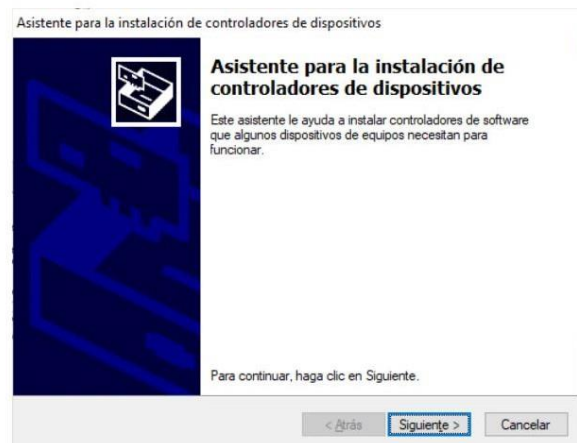 Asistente para la instalación de controladores de dispositivos
Asistente para la instalación de
controladores de dispositivos
Este asistente le ayuda a instalar controladores de software
que algunos dispositivos de equipos necesitan para
funcionar.
Para continuar, haga clic en Siguiente.
< Atrás Siguiente > Cancelar